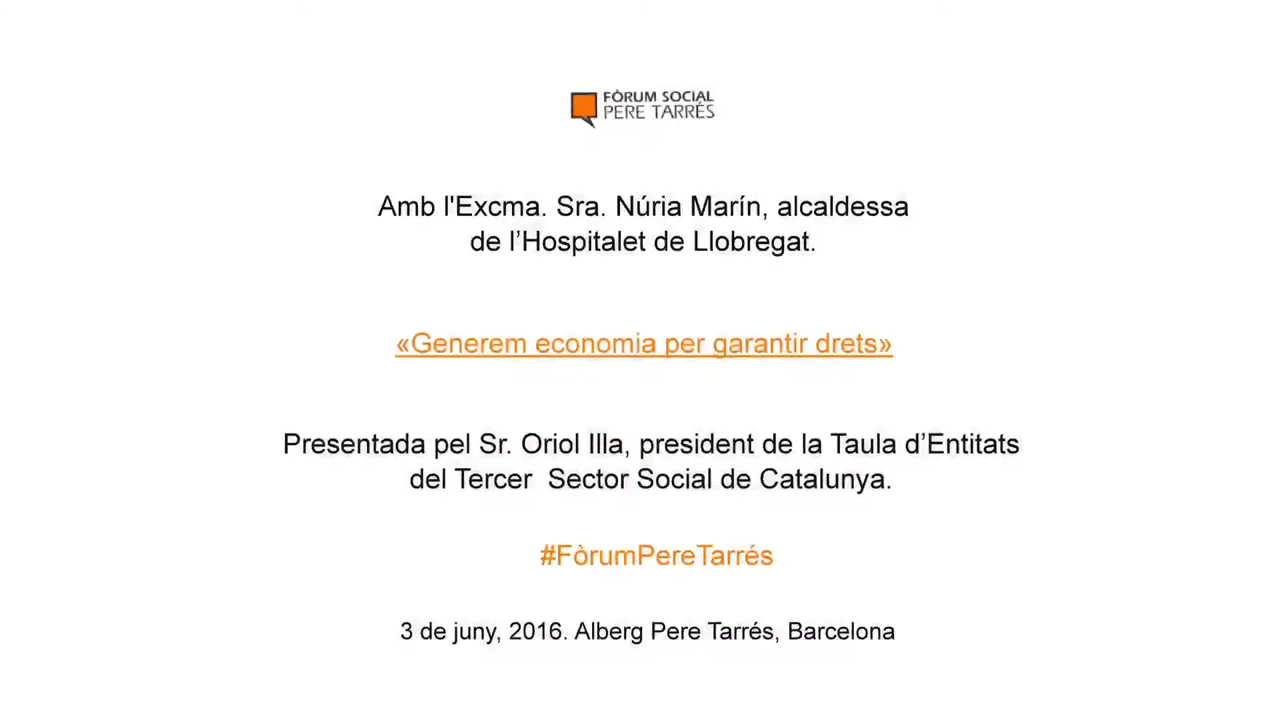 FÒRUM SOCIAL
PERE TARRÉS
Amb l'Excma. Sra. Núria Marín, alcaldessa
de l’Hospitalet de Llobregat.
«Generem economia per garantir drets»
Presentada pel Sr. Oriol Illa, president de la Taula d’Entitats
del Tercer  Sector Social de Catalunya.
#FòrumPereTarrés
3 de juny, 2016. Alberg Pere Tarrés, Barcelona